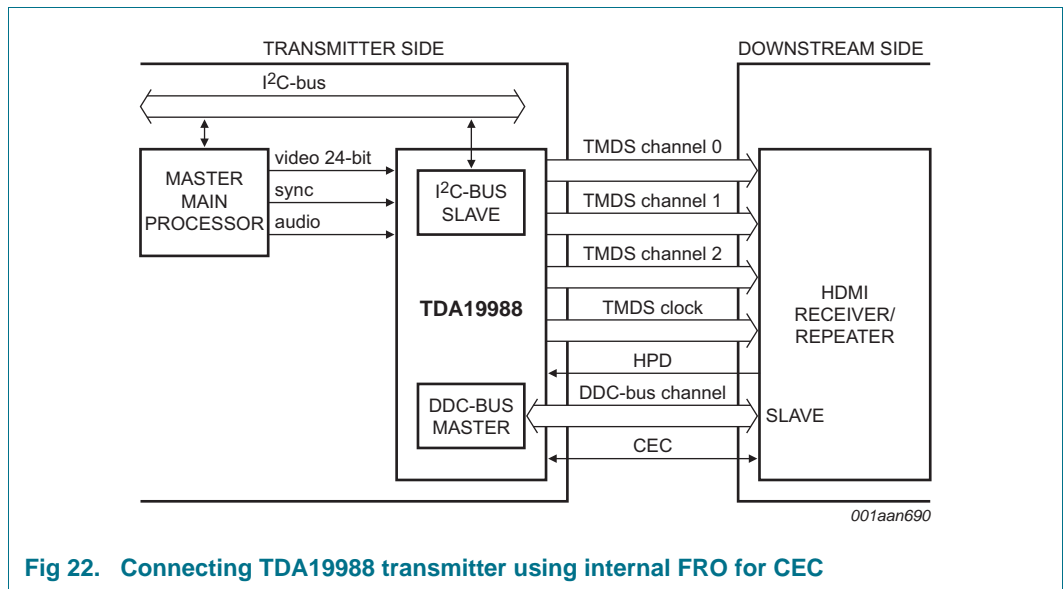 TRANSMITTER SIDE
DOWNSTREAM SIDE
I2C-bus
MASTER
MAIN
PROCESSOR
video 24-bit
sync
audio
I2C-BUS
SLAVE
TDA19988
DDC-BUS
MASTER
TMDS channel 0
TMDS channel 1
TMDS channel 2
TMDS clock
HPD
DDC-bus channel
CEC
HDMI
RECEIVER/
REPEATER
SLAVE
001aan690
Fig 22. Connecting TDA19988 transmitter using internal FRO for CEC